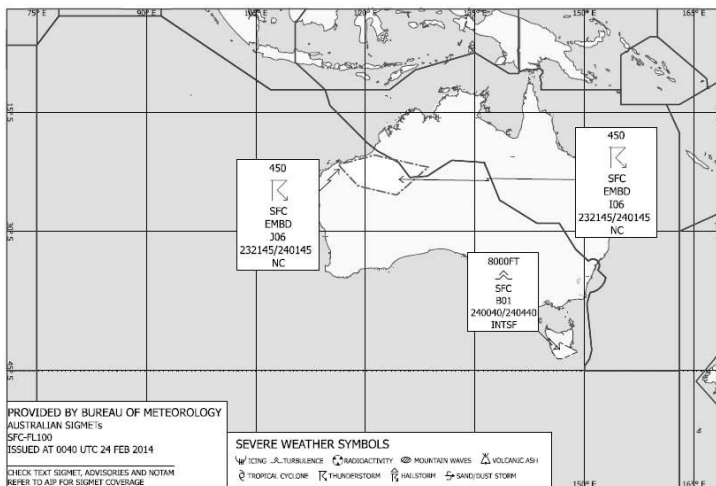 75° E 90° E 105° E 120° E 135° E 150° E 165° E
15° S
450
SFC
EMBD
J06
232145/240145
NC
450
SFC
EMBD
I06
232145/240145
NC
30° S
8000FT
SFC
B01
240040/240440
INTSF
45° S
PROVIDED BY BUREAU OF METEOROLOGY
AUSTRALIAN SIGMETs
SFC-FL100
ISSUED AT 0040 UTC 24 FEB 2014
CHECK TEXT SIGMET, ADVISORIES AND NOTAM
REFER TO AIP FOR SIGMET COVERAGE
SEVERE WEATHER SYMBOLS
ICING TURBULENCE RADIOACTIVITY MOUNTAIN WAVES VOLCANIC ASH
TROPICAL CYCLONE THUNDERSTORM HAILSTORM SAND/DUST STORM
150° E 165° E